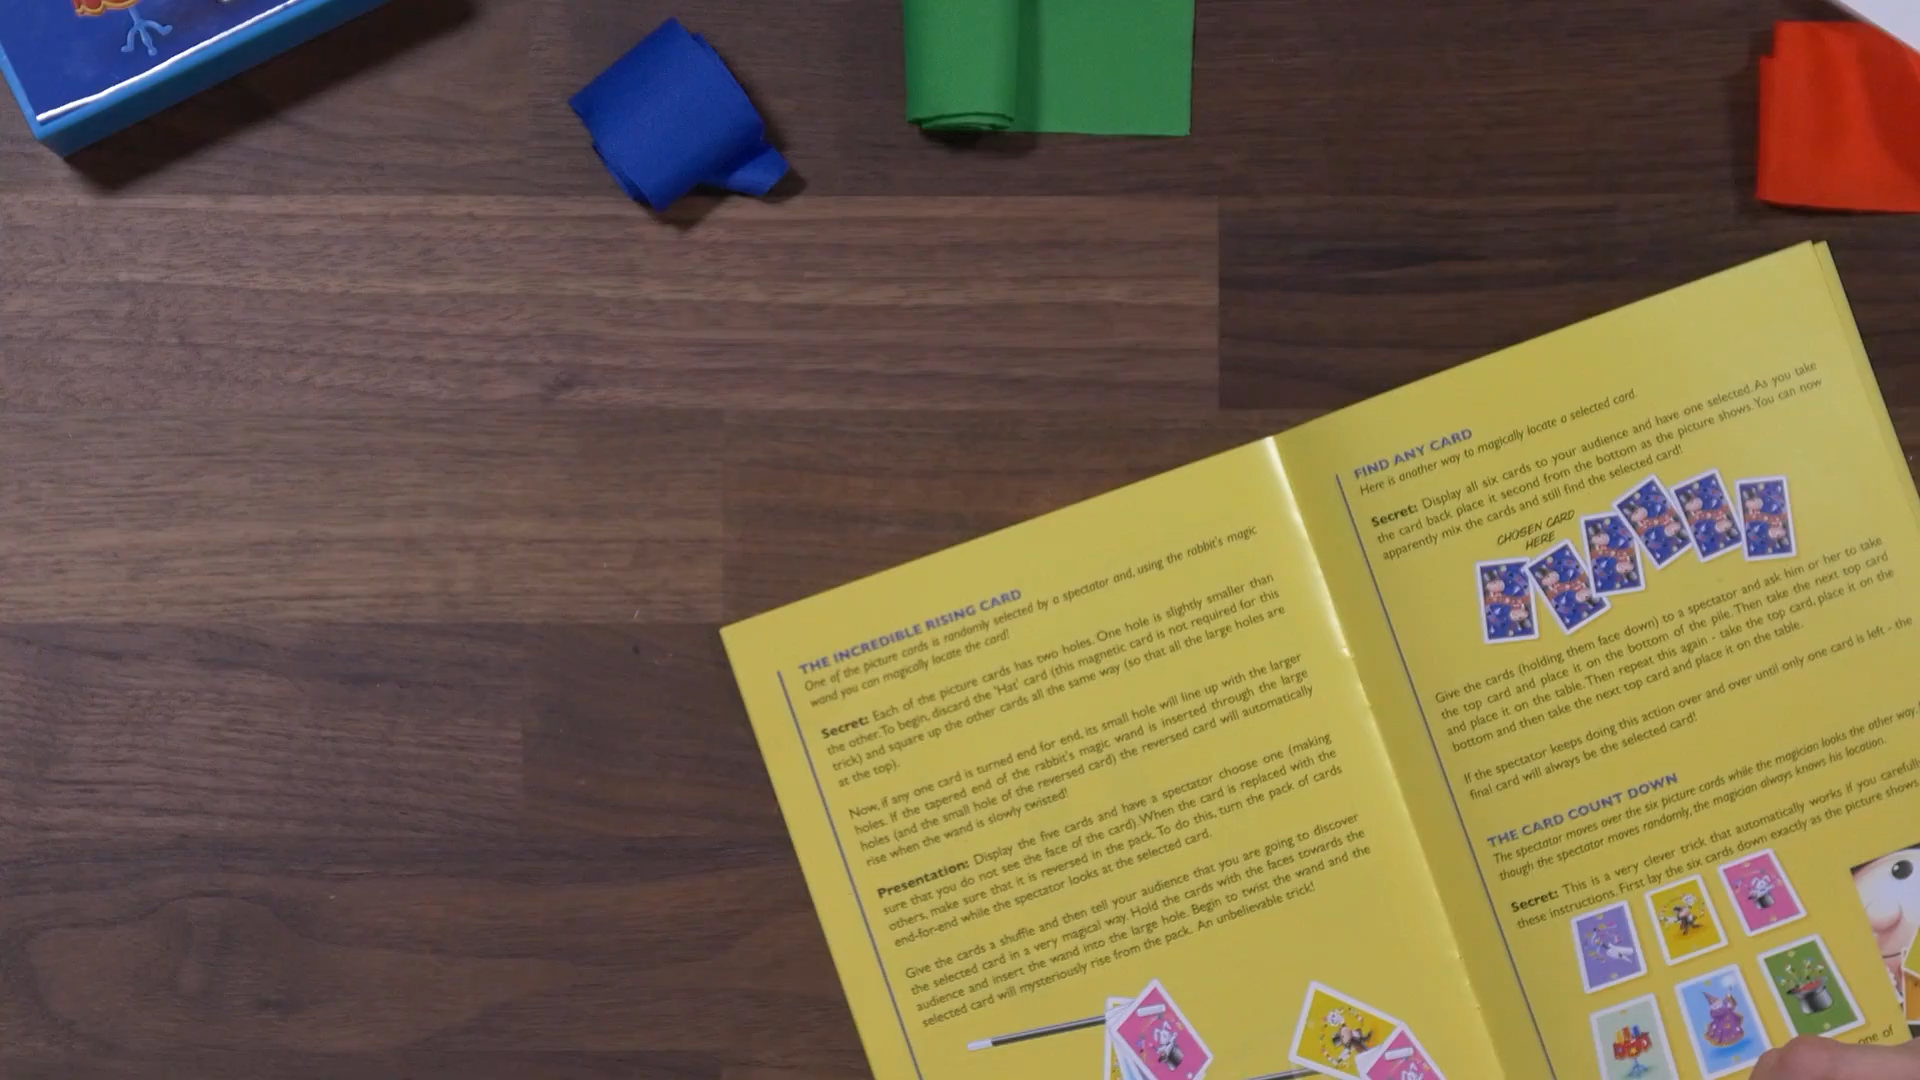 THE INCREDIBLE RISING CARD
One of the picture cards is randomly selected by a spectator and, using the rabbit's magic
wand you can magically locate the card!
Secret: Each of the picture cards has two holes. One hole is slightly smaller than
the other. To begin, discard the 'Hat' card (this magnetic card is not required for this
trick) and square up the other cards all the same way (so that all the large holes are
at the top).
Now, if any one card is turned end for end, its small hole will line up with the larger
holes. If the tapered end of the rabbit's magic wand is inserted through the large
holes (and the small hole of the reversed card) the reversed card will automatically
rise when the wand is slowly twisted!
Presentation: Display the five cards and have a spectator choose one (making
sure that you do not see the face of the card). When the card is replaced with the
others, make sure that it is reversed in the pack. To do this, turn the pack of cards
end-for-end while the spectator looks at the selected card.
Give the cards a shuffle and then tell your audience that you are going to discover
the selected card in a very magical way. Hold the cards with the faces towards the
audience and insert the wand into the large hole. Begin to twist the wand and the
selected card will mysteriously rise from the pack. An unbelievable trick!
FIND ANY CARD
Here is another way to magically locate a selected card.
Secret: Display all six cards to your audience and have one selected. As you take
the card back place it second from the bottom as the picture shows. You can now
apparently mix the cards and still find the selected card!
CHOSEN CARD
HERE
Give the cards (holding them face down) to a spectator and ask him or her to take
the top card and place it on the bottom of the pile. Then take the next top card
and place it on the table. Then repeat this again - take the top card, place it on the
bottom and then take the next top card and place it on the table.
If the spectator keeps doing this action over and over until only one card is left - the
final card will always be the selected card!
THE CARD COUNT DOWN
The spectator moves over the six picture cards while the magician looks the other way.
though the spectator moves randomly, the magician always knows his location.
Secret: This is a very clever trick that automatically works if you carefully
these instructions. First lay the six cards down exactly as the picture shows.
one of